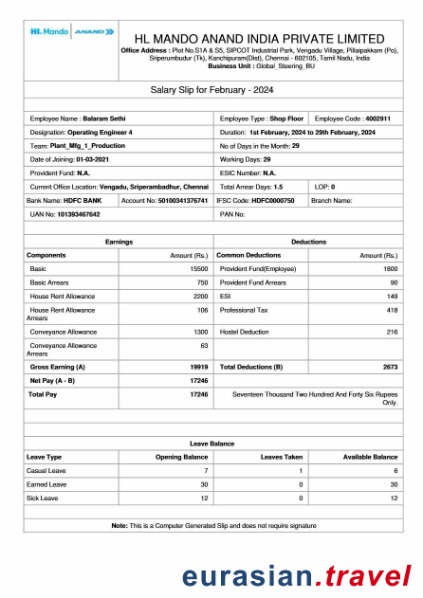 HL Mando ANAND
HL MANDO ANAND INDIA PRIVATE LIMITED
Office Address : Plot No.S1A & S5, SIPCOT Industrial Park, Vengadu Village, Pillaipakkam (Po),
Sriperumbudur (Tk), Kanchipuram(Dist), Chennai - 602105, Tamil Nadu, India
Business Unit : Global_Steering_BU
Salary Slip for February - 2024
Employee Name : Balaram Sethi Employee Type : Shop Floor Employee Code : 4002911
Designation: Operating Engineer 4 Duration: 1st February, 2024 to 29th February, 2024
Team: Plant_Mfg_1_Production No of Days in the Month: 29
Date of Joining: 01-03-2021 Working Days: 29
Provident Fund: N.A. ESIC Number: N.A.
Current Office Location: Vengadu, Sriperambadhur, Chennai Total Arrear Days: 1.5 LOP: 0
Bank Name: HDFC BANK Account No: 50100341376741 IFSC Code: HDFC0000750 Branch Name:
UAN No: 101393467642 PAN No:
Earnings Deductions
Components Amount (Rs.) Common Deductions Amount (Rs.)
Basic 15500 Provident Fund(Employee) 1800
Basic Arrears 750 Provident Fund Arrears 90
House Rent Allowance 2200 ESI 149
House Rent Allowance 106 Professional Tax 418
Arrears
Conveyance Allowance 1300 Hostel Deduction 216
Conveyance Allowance 63
Arrears
Gross Earning (A) 19919 Total Deductions (B) 2673
Net Pay (A - B) 17246
Total Pay 17246 Seventeen Thousand Two Hundred And Forty Six Rupees
Only.
Leave Balance
Leave Type Opening Balance Leaves Taken Available Balance
Casual Leave 7 1 6
Earned Leave 30 0 30
Sick Leave 12 0 12
Note: This is a Computer Generated Slip and does not require signature
eurasian.travel